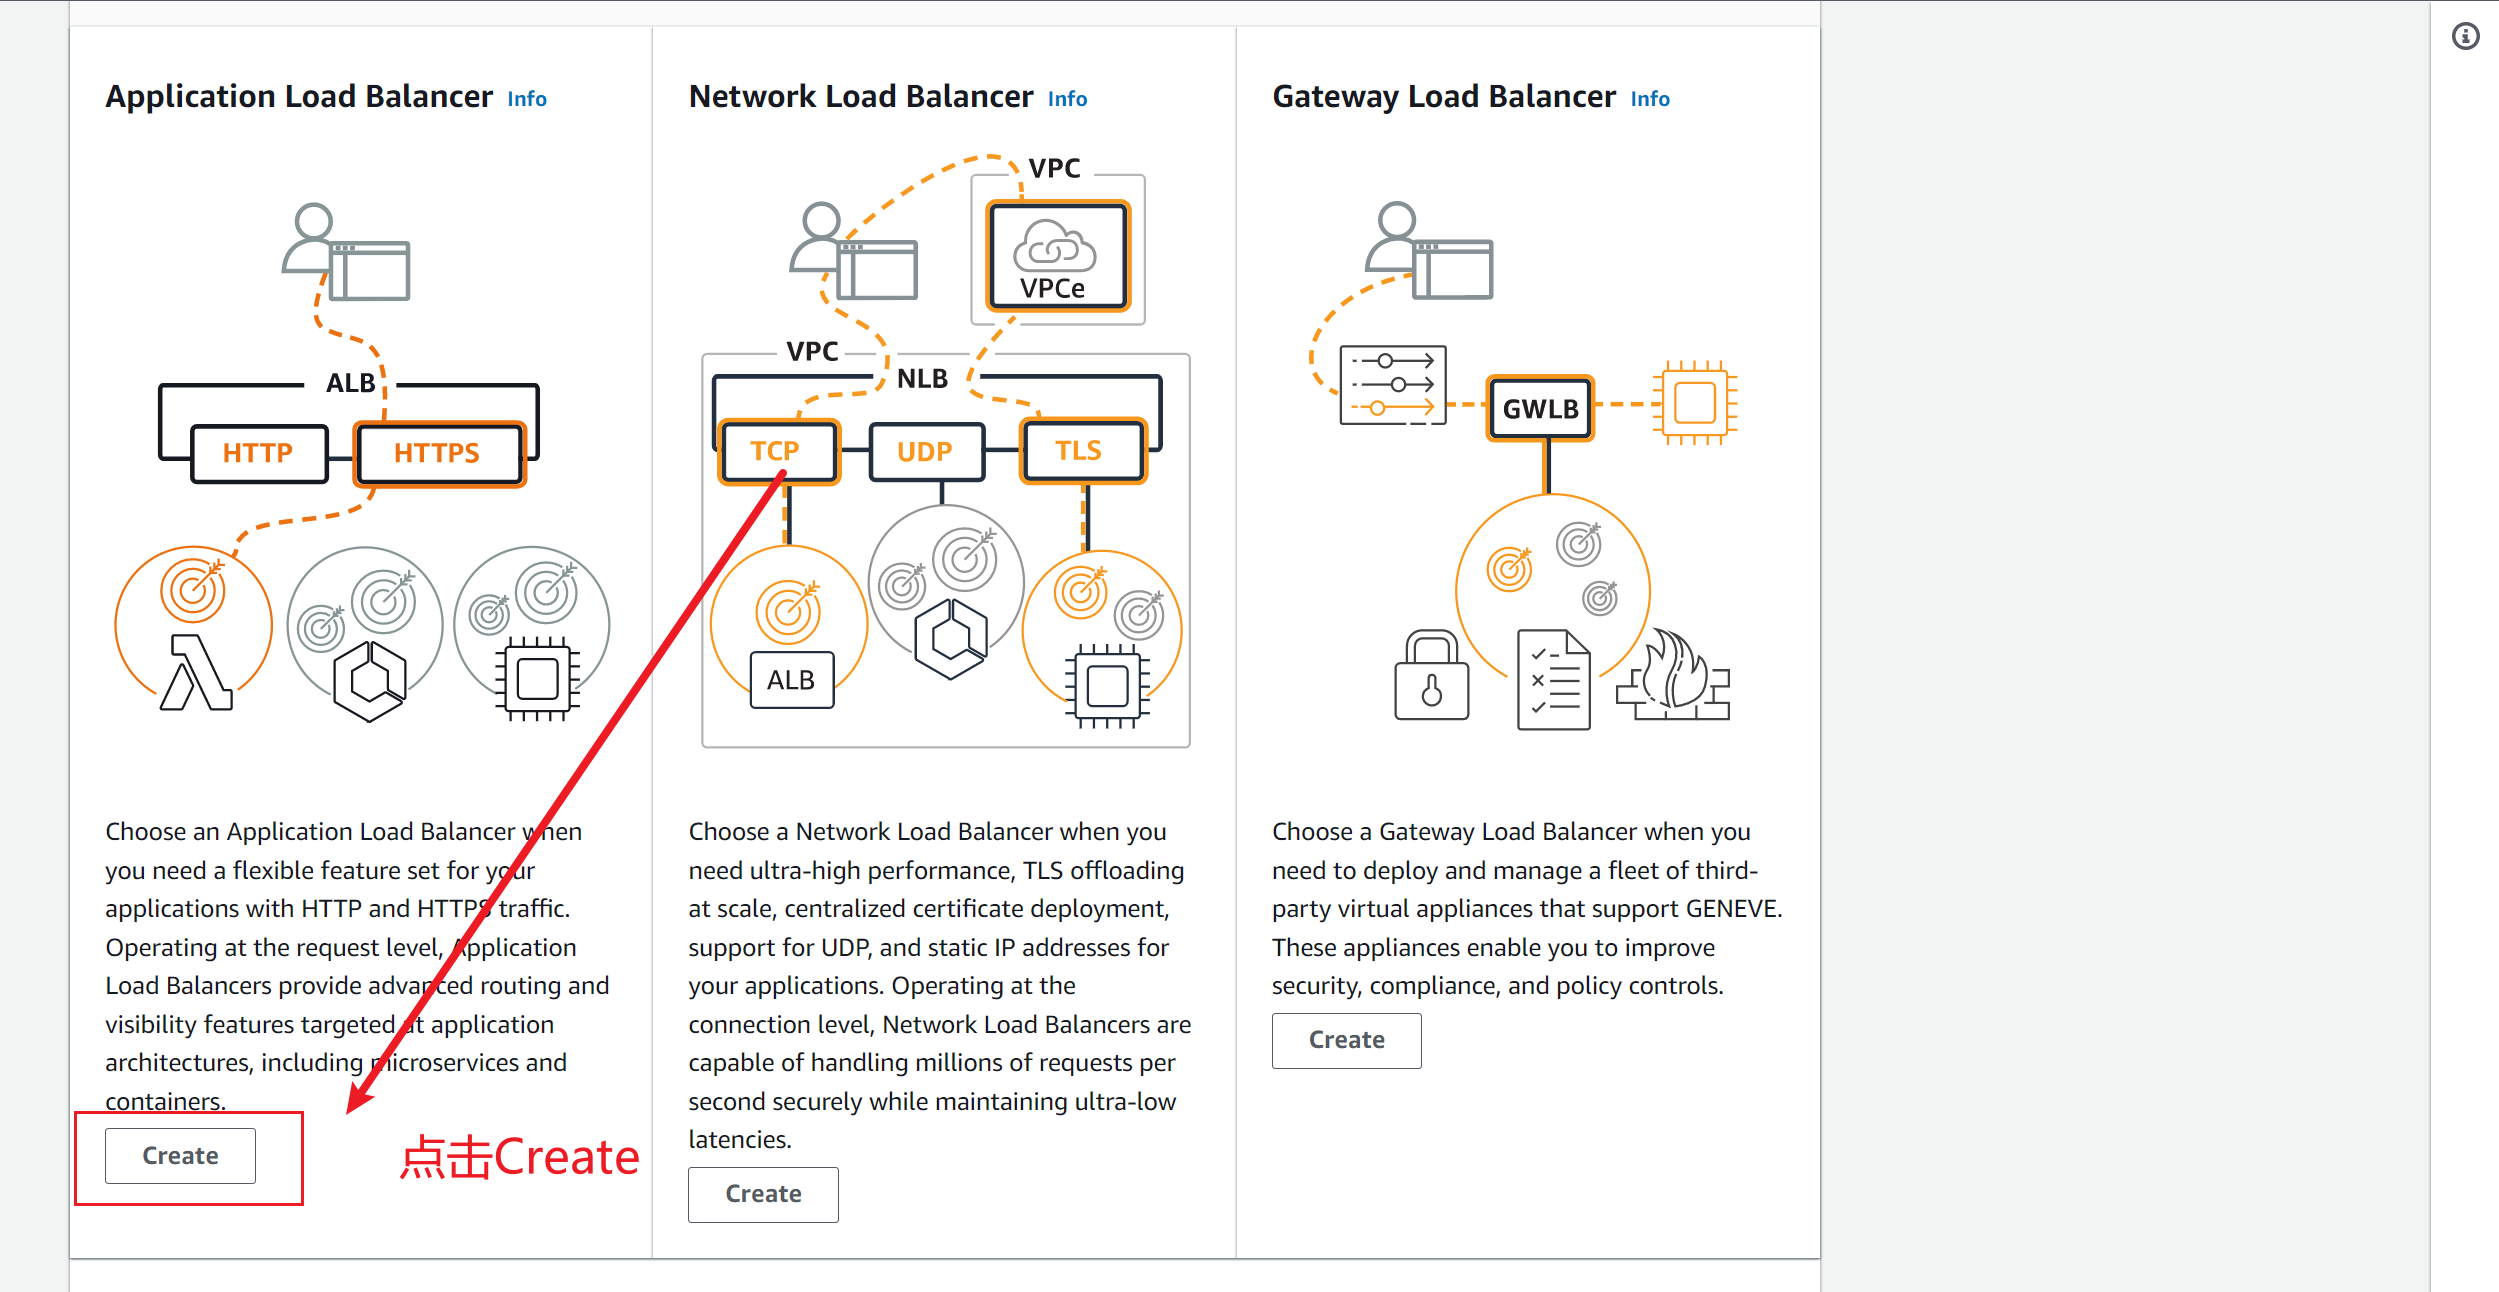 Application Load Balancer Info
ALB
HTTP
HTTPS
Choose an Application Load Balancer when
you need a flexible feature set for your
applications with HTTP and HTTPS traffic.
Operating at the request level, Application
Load Balancers provide advanced routing and
visibility features targeted at application
architectures, including microservices and
containers.
Create
点击Create
Network Load Balancer Info
VPC
VPCe
VPC
NLB
TCP
UDP
TLS
ALB
Choose a Network Load Balancer when you
need ultra-high performance, TLS offloading
at scale, centralized certificate deployment,
support for UDP, and static IP addresses for
your applications. Operating at the
connection level, Network Load Balancers are
capable of handling millions of requests per
second securely while maintaining ultra-low
latencies.
Create
Gateway Load Balancer Info
GWLB
Choose a Gateway Load Balancer when you
need to deploy and manage a fleet of third-
party virtual appliances that support GENEVE.
These appliances enable you to improve
security, compliance, and policy controls.
Create